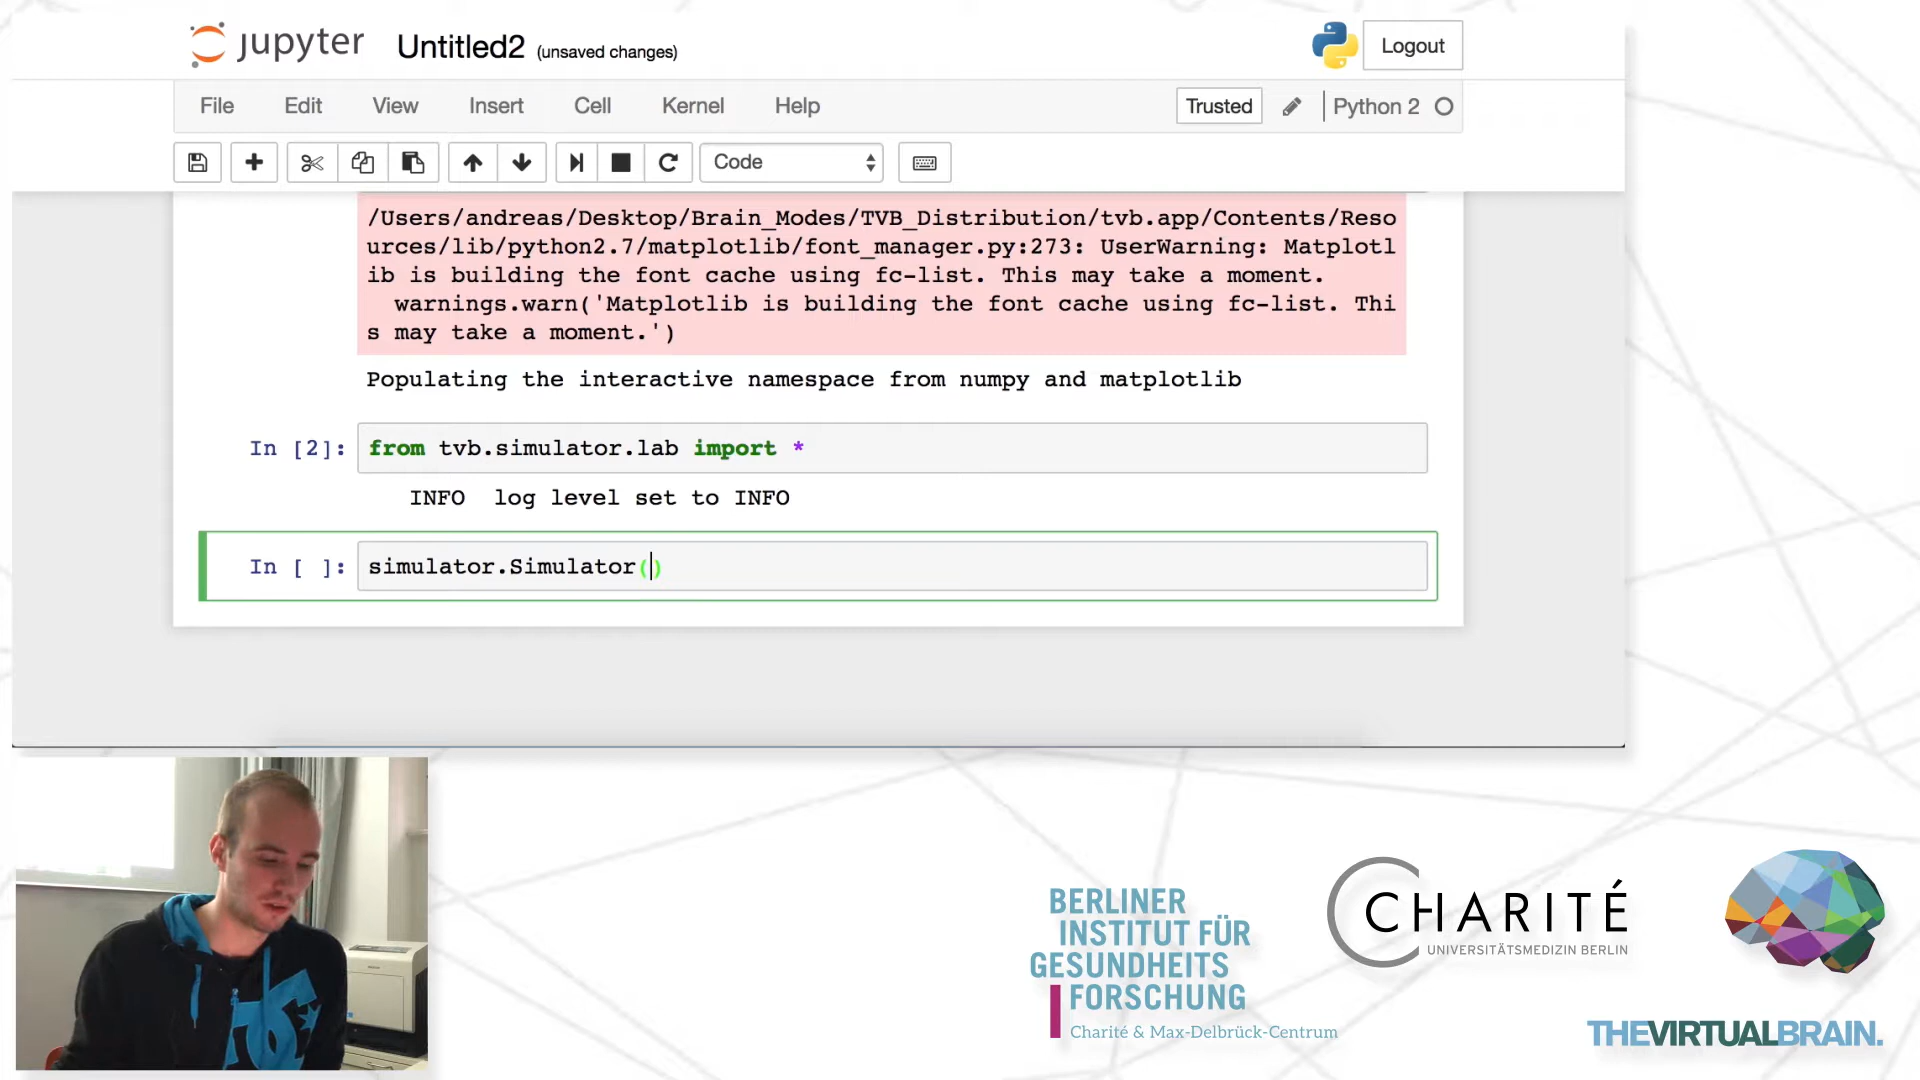 jupyter Untitled2 (unsaved changes) Logout
File Edit View Insert Cell Kernel Help Trusted Python 2
Code
/Users/andreas/Desktop/Brain_Modes/TVB_Distribution/tvb.app/Contents/Reso
urces/lib/python2.7/matplotlib/font_manager.py:273: UserWarning: Matplotl
ib is building the font cache using fc-list. This may take a moment.
warnings.warn('Matplotlib is building the font cache using fc-list. Thi
s may take a moment.')
Populating the interactive namespace from numpy and matplotlib
In [2]: from tvb.simulator.lab import *
INFO log level set to INFO
In [ ]: simulator.Simulator()
BERLINER
INSTITUT FÜR
GESUNDHEITS
FORSCHUNG
Charité & Max-Delbrück-Centrum
CHARITÉ
UNIVERSITÄTSMEDIZIN BERLIN
THEVIRTUALBRAIN.